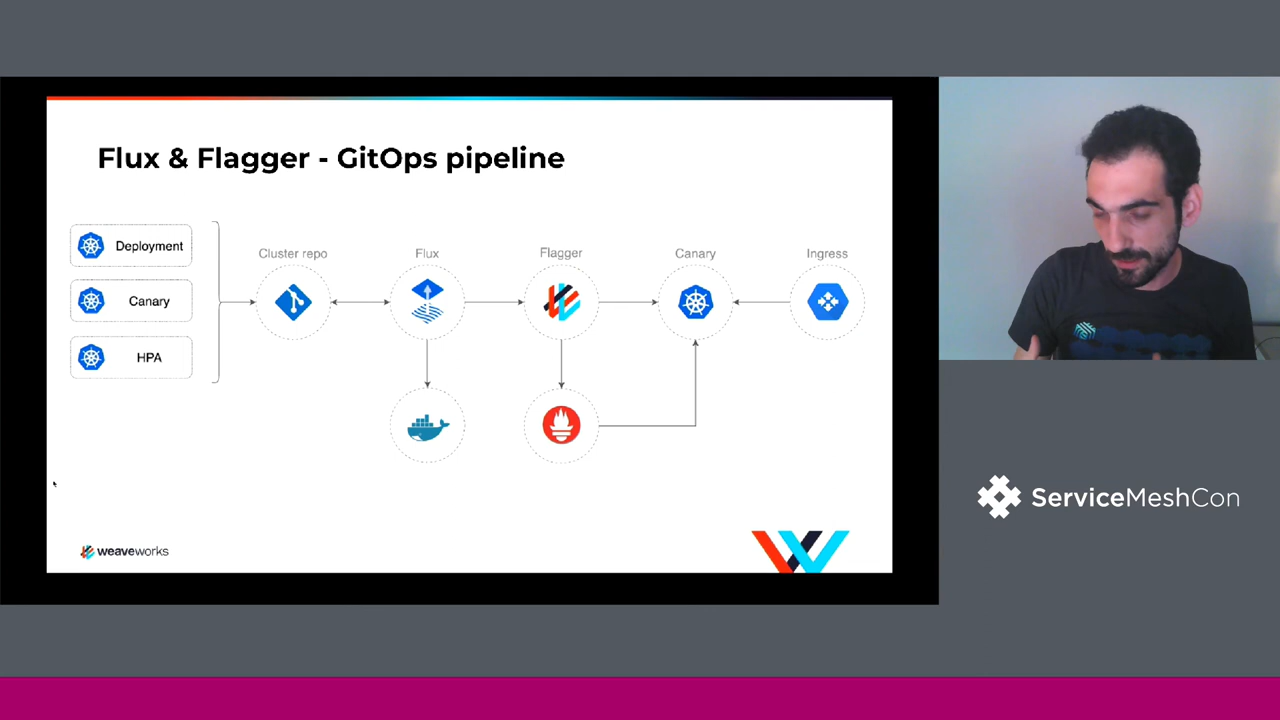 Flux & Flagger - GitOps pipeline
Deployment
Canary
HPA
Cluster repo
Flux
Flagger
Canary
Ingress
weaveworks
ServiceMeshCon